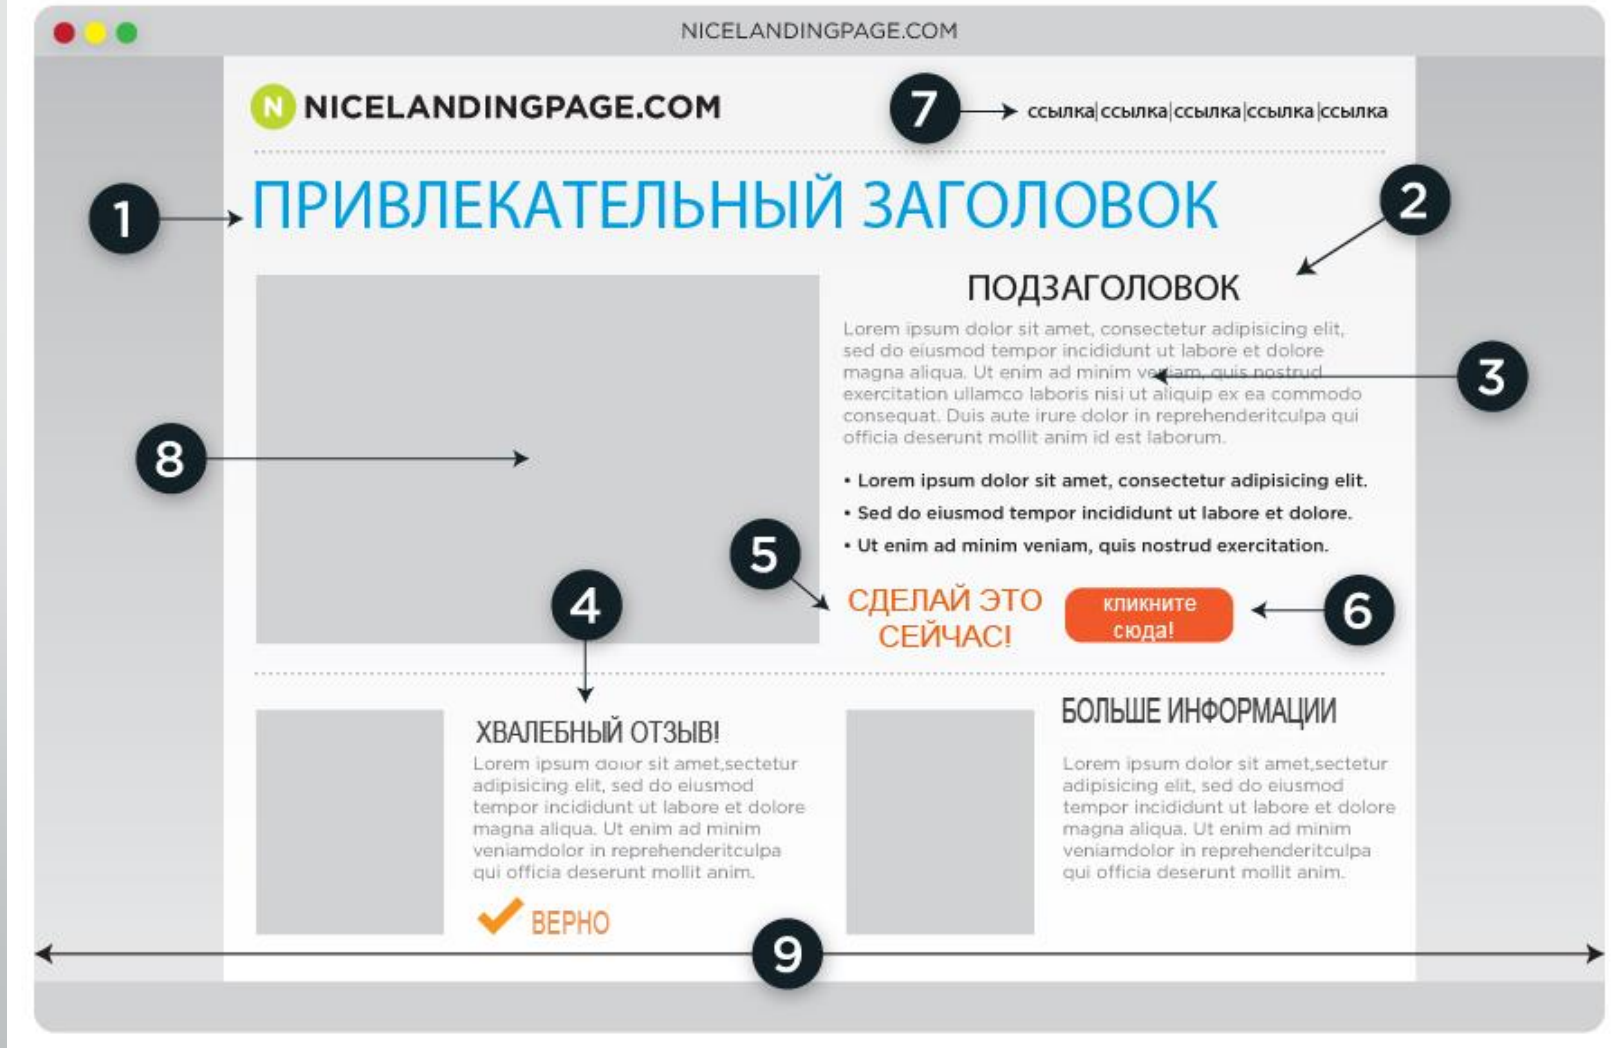 NICELANDINGPAGE.COM
N NICELANDINGPAGE.COM
7
ссылка|ссылка|ссылка|ссылка|ссылка
1
ПРИВЛЕКАТЕЛЬНЫЙ ЗАГОЛОВОК
2
ПОДЗАГОЛОВОК
Lorem ipsum dolor sit amet, consectetur adipisicing elit,
sed do eiusmod tempor incididunt ut labore et dolore
magna aliqua. Ut enim ad minim veniam, quis nostrud
exercitation ullamco laboris nisi ut aliquip ex ea commodo
consequat. Duis aute irure dolor in reprehenderitculpa qui
officia deserunt mollit anim id est laborum.
3
8
• Lorem ipsum dolor sit amet, consectetur adipisicing elit.
• Sed do eiusmod tempor incididunt ut labore et dolore.
• Ut enim ad minim veniam, quis nostrud exercitation.
5
СДЕЛАЙ ЭТО
СЕЙЧАС!
кликните
сюда!
6
4
ХВАЛЕБНЫЙ ОТЗЫВ!
Lorem ipsum dolor sit amet,sectetur
adipisicing elit, sed do eiusmod
tempor incididunt ut labore et dolore
magna aliqua. Ut enim ad minim
veniamdolor in reprehenderitculpa
qui officia deserunt mollit anim.
ВЕРНО
БОЛЬШЕ ИНФОРМАЦИИ
Lorem ipsum dolor sit amet,sectetur
adipisicing elit, sed do eiusmod
tempor incididunt ut labore et dolore
magna aliqua. Ut enim ad minim
veniamdolor in reprehenderitculpa
qui officia deserunt mollit anim.
9